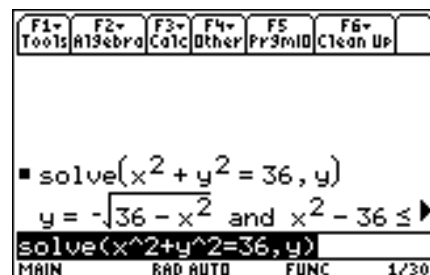 F1▾ F2▾ F3▾ F4▾ F5 F6▾
Tools Algebra Calc Other PrgmIO Clean Up
▪ solve(x² + y² = 36, y)
y = -√(36 - x²) and x² - 36 ≤ ▶
solve(x^2+y^2=36,y)
MAIN RAD AUTO FUNC 1/30